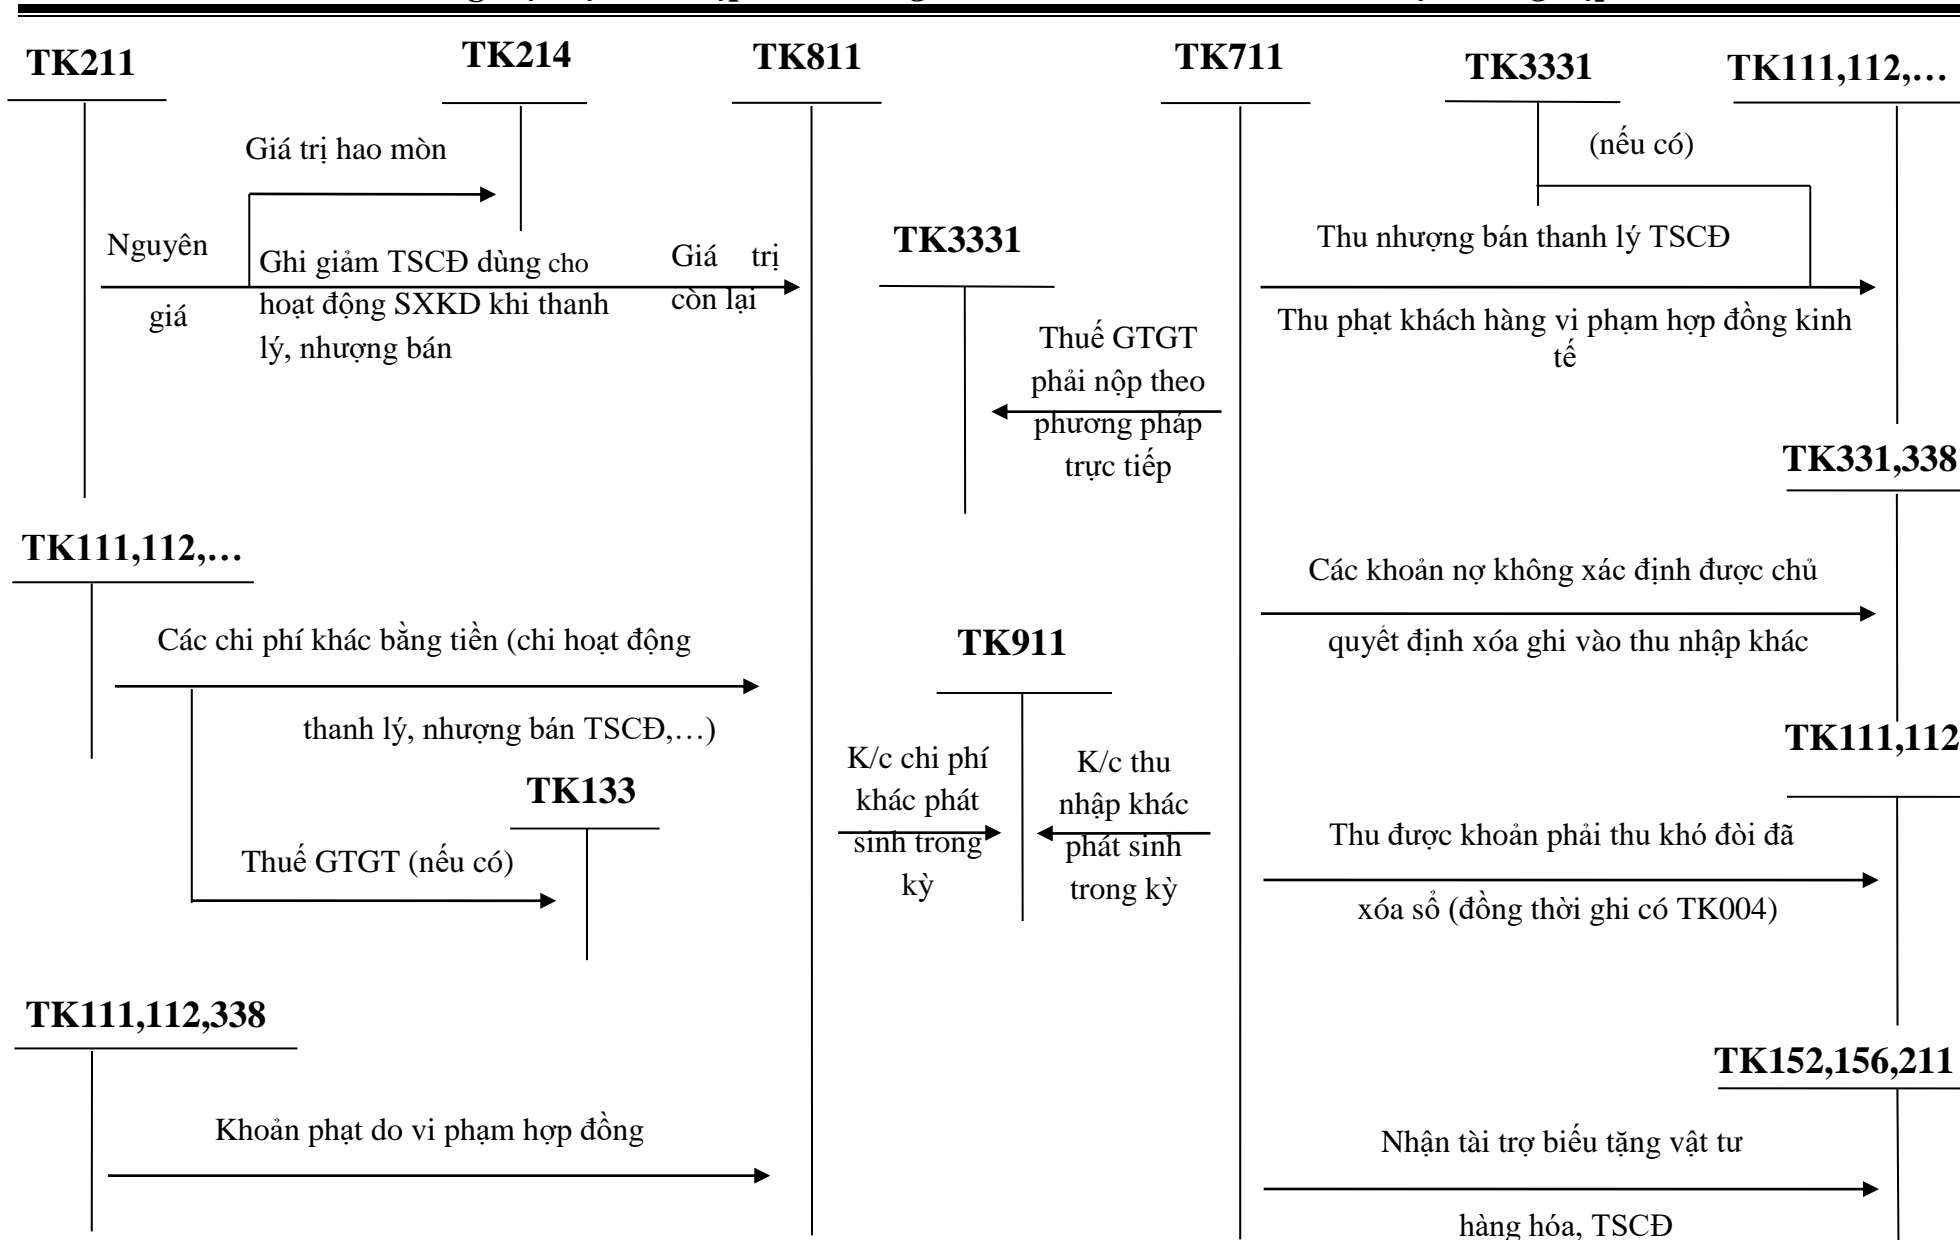 TK211
TK214
TK811
TK711
TK3331
TK111,112,…
Giá trị hao mòn
(nếu có)
Nguyên
giá
Ghi giảm TSCĐ dùng cho
hoạt động SXKD khi thanh
lý, nhượng bán
Giá trị
còn lại
TK3331
Thu nhượng bán thanh lý TSCĐ
Thu phạt khách hàng vi phạm hợp đồng kinh
tế
Thuế GTGT
phải nộp theo
phương pháp
trực tiếp
TK331,338
TK111,112,…
Các khoản nợ không xác định được chủ
quyết định xóa ghi vào thu nhập khác
Các chi phí khác bằng tiền (chi hoạt động
thanh lý, nhượng bán TSCĐ,…)
TK911
TK111,112
K/c chi phí
khác phát
sinh trong
kỳ
K/c thu
nhập khác
phát sinh
trong kỳ
TK133
Thuế GTGT (nếu có)
Thu được khoản phải thu khó đòi đã
xóa sổ (đồng thời ghi có TK004)
TK111,112,338
TK152,156,211
Khoản phạt do vi phạm hợp đồng
Nhận tài trợ biếu tặng vật tư
hàng hóa, TSCĐ